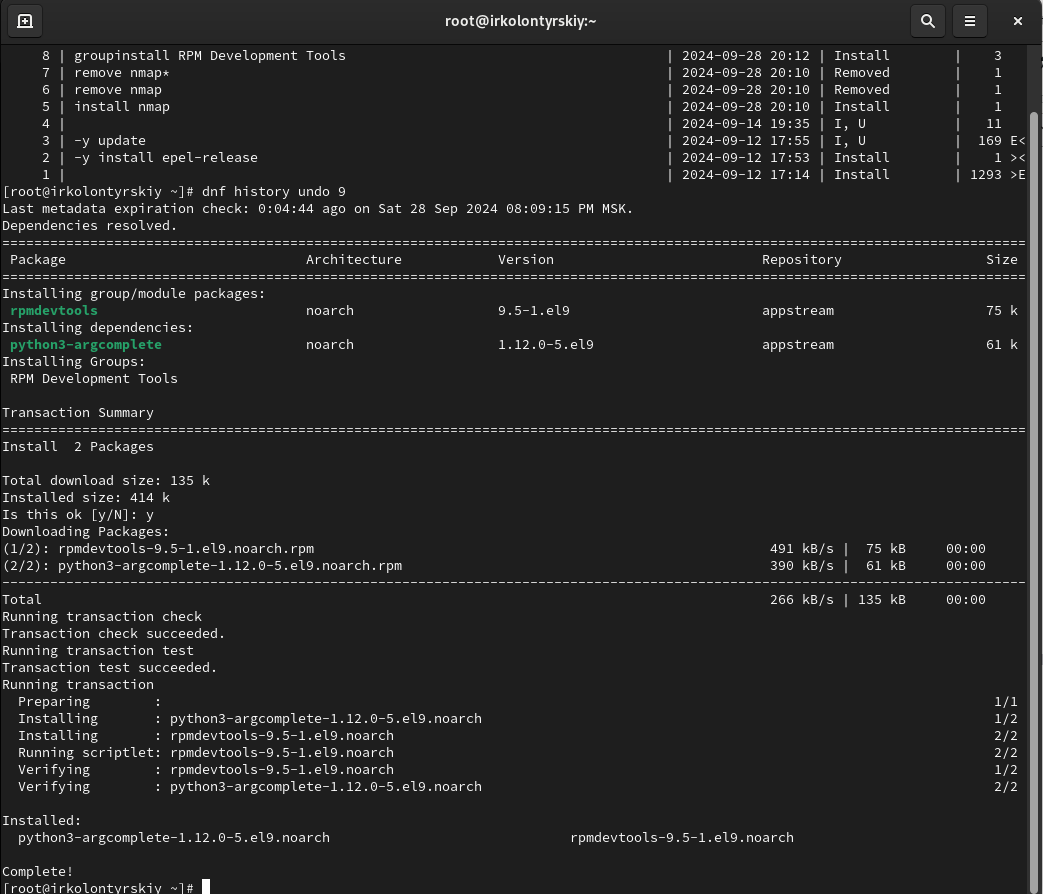 root@irkolontyrskiy:~
8 | groupinstall RPM Development Tools | 2024-09-28 20:12 | Install | 3
7 | remove nmap* | 2024-09-28 20:10 | Removed | 1
6 | remove nmap | 2024-09-28 20:10 | Removed | 1
5 | install nmap | 2024-09-28 20:10 | Install | 1
4 | | 2024-09-14 19:35 | I, U | 11
3 | -y update | 2024-09-12 17:55 | I, U | 169 E<
2 | -y install epel-release | 2024-09-12 17:53 | Install | 1 ><
1 | | 2024-09-12 17:14 | Install | 1293 >E
[root@irkolontyrskiy ~]# dnf history undo 9
Last metadata expiration check: 0:04:44 ago on Sat 28 Sep 2024 08:09:15 PM MSK.
Dependencies resolved.
================================================================================================================================
Package Architecture Version Repository Size
================================================================================================================================
Installing group/module packages:
rpmdevtools noarch 9.5-1.el9 appstream 75 k
Installing dependencies:
python3-argcomplete noarch 1.12.0-5.el9 appstream 61 k
Installing Groups:
RPM Development Tools
Transaction Summary
================================================================================================================================
Install 2 Packages
Total download size: 135 k
Installed size: 414 k
Is this ok [y/N]: y
Downloading Packages:
(1/2): rpmdevtools-9.5-1.el9.noarch.rpm 491 kB/s | 75 kB 00:00
(2/2): python3-argcomplete-1.12.0-5.el9.noarch.rpm 390 kB/s | 61 kB 00:00
--------------------------------------------------------------------------------------------------------------------------------
Total 266 kB/s | 135 kB 00:00
Running transaction check
Transaction check succeeded.
Running transaction test
Transaction test succeeded.
Running transaction
Preparing : 1/1
Installing : python3-argcomplete-1.12.0-5.el9.noarch 1/2
Installing : rpmdevtools-9.5-1.el9.noarch 2/2
Running scriptlet: rpmdevtools-9.5-1.el9.noarch 2/2
Verifying : rpmdevtools-9.5-1.el9.noarch 1/2
Verifying : python3-argcomplete-1.12.0-5.el9.noarch 2/2
Installed:
python3-argcomplete-1.12.0-5.el9.noarch rpmdevtools-9.5-1.el9.noarch
Complete!
[root@irkolontyrskiy ~]#